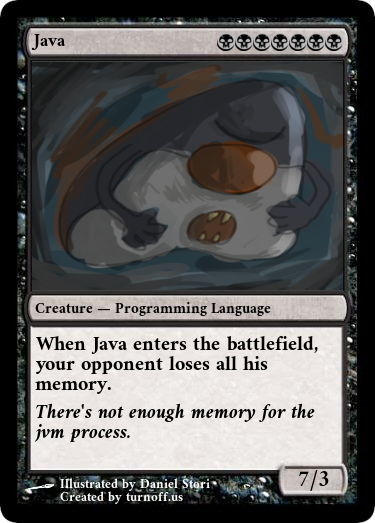 Java
Creature — Programming Language
When Java enters the battlefield,
your opponent loses all his
memory.
There's not enough memory for the
jvm process.
7/3
Illustrated by Daniel Stori
Created by turnoff.us